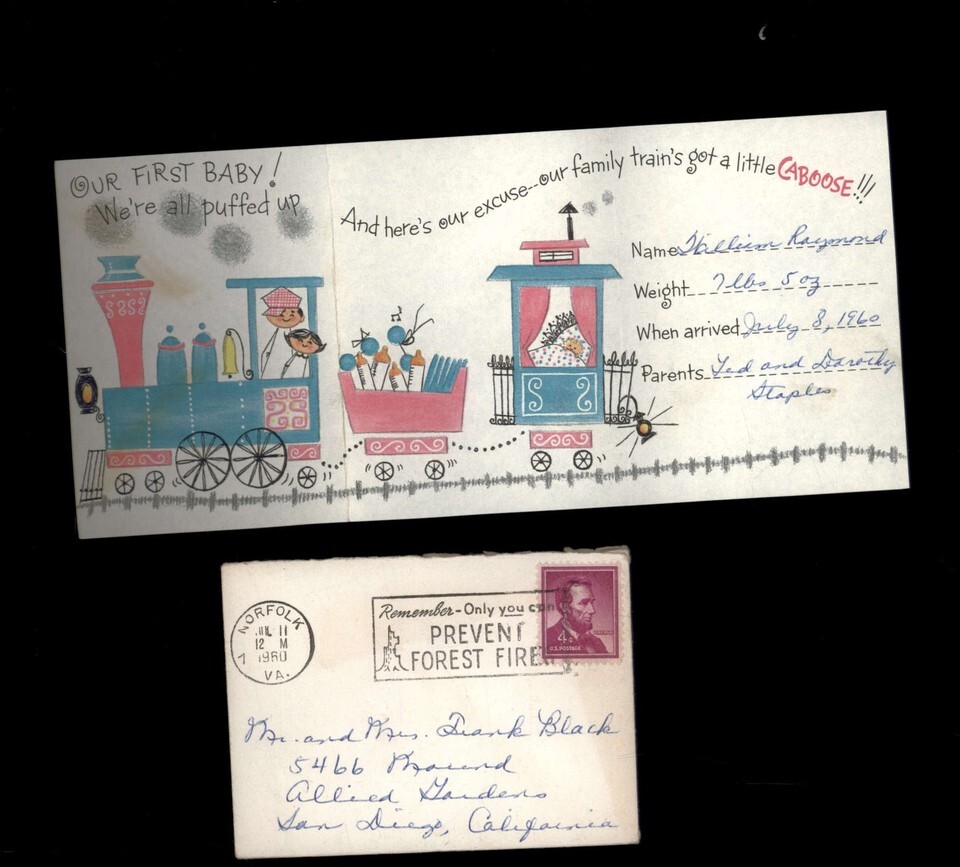 OUR FIRST BABY!
We're all puffed up
And here's our excuse--our family train's got a little CABOOSE!!!
Name William Raymond
Weight 7 lbs 5 oz
When arrived July 8, 1960
Parents Ted and Dorothy
Staples
NORFOLK
JUL 11
12 M
1960
VA.
Remember-Only you can
PREVENT
FOREST FIRE
4¢
U.S. POSTAGE
Mr. and Mrs. Frank Black
5466 Mound
Allied Gardens
San Diego, California